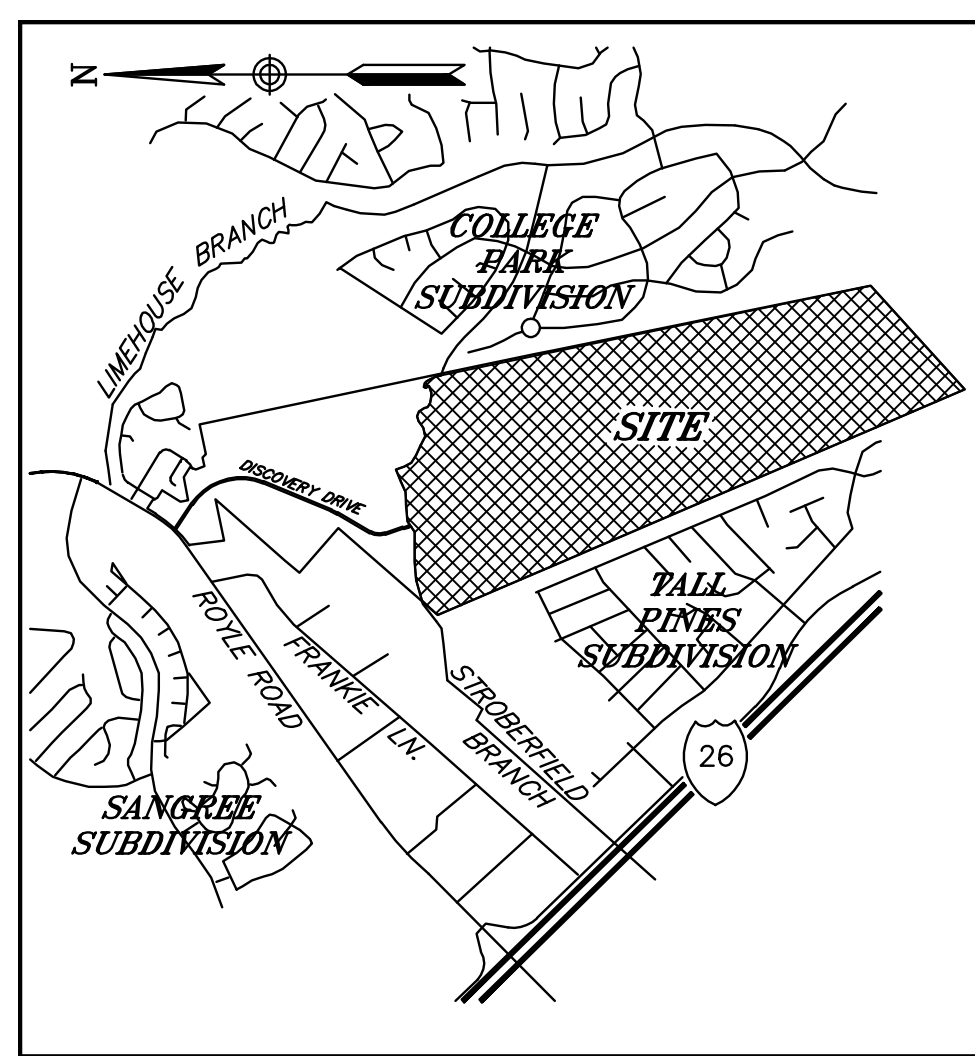 N
LIMEHOUSE BRANCH
COLLEGE
PARK
SUBDIVISION
SITE
DISCOVERY DRIVE
TALL
PINES
SUBDIVISION
ROYLE ROAD
FRANKIE LN.
STROBERFIELD
BRANCH
26
SANGREE
SUBDIVISION